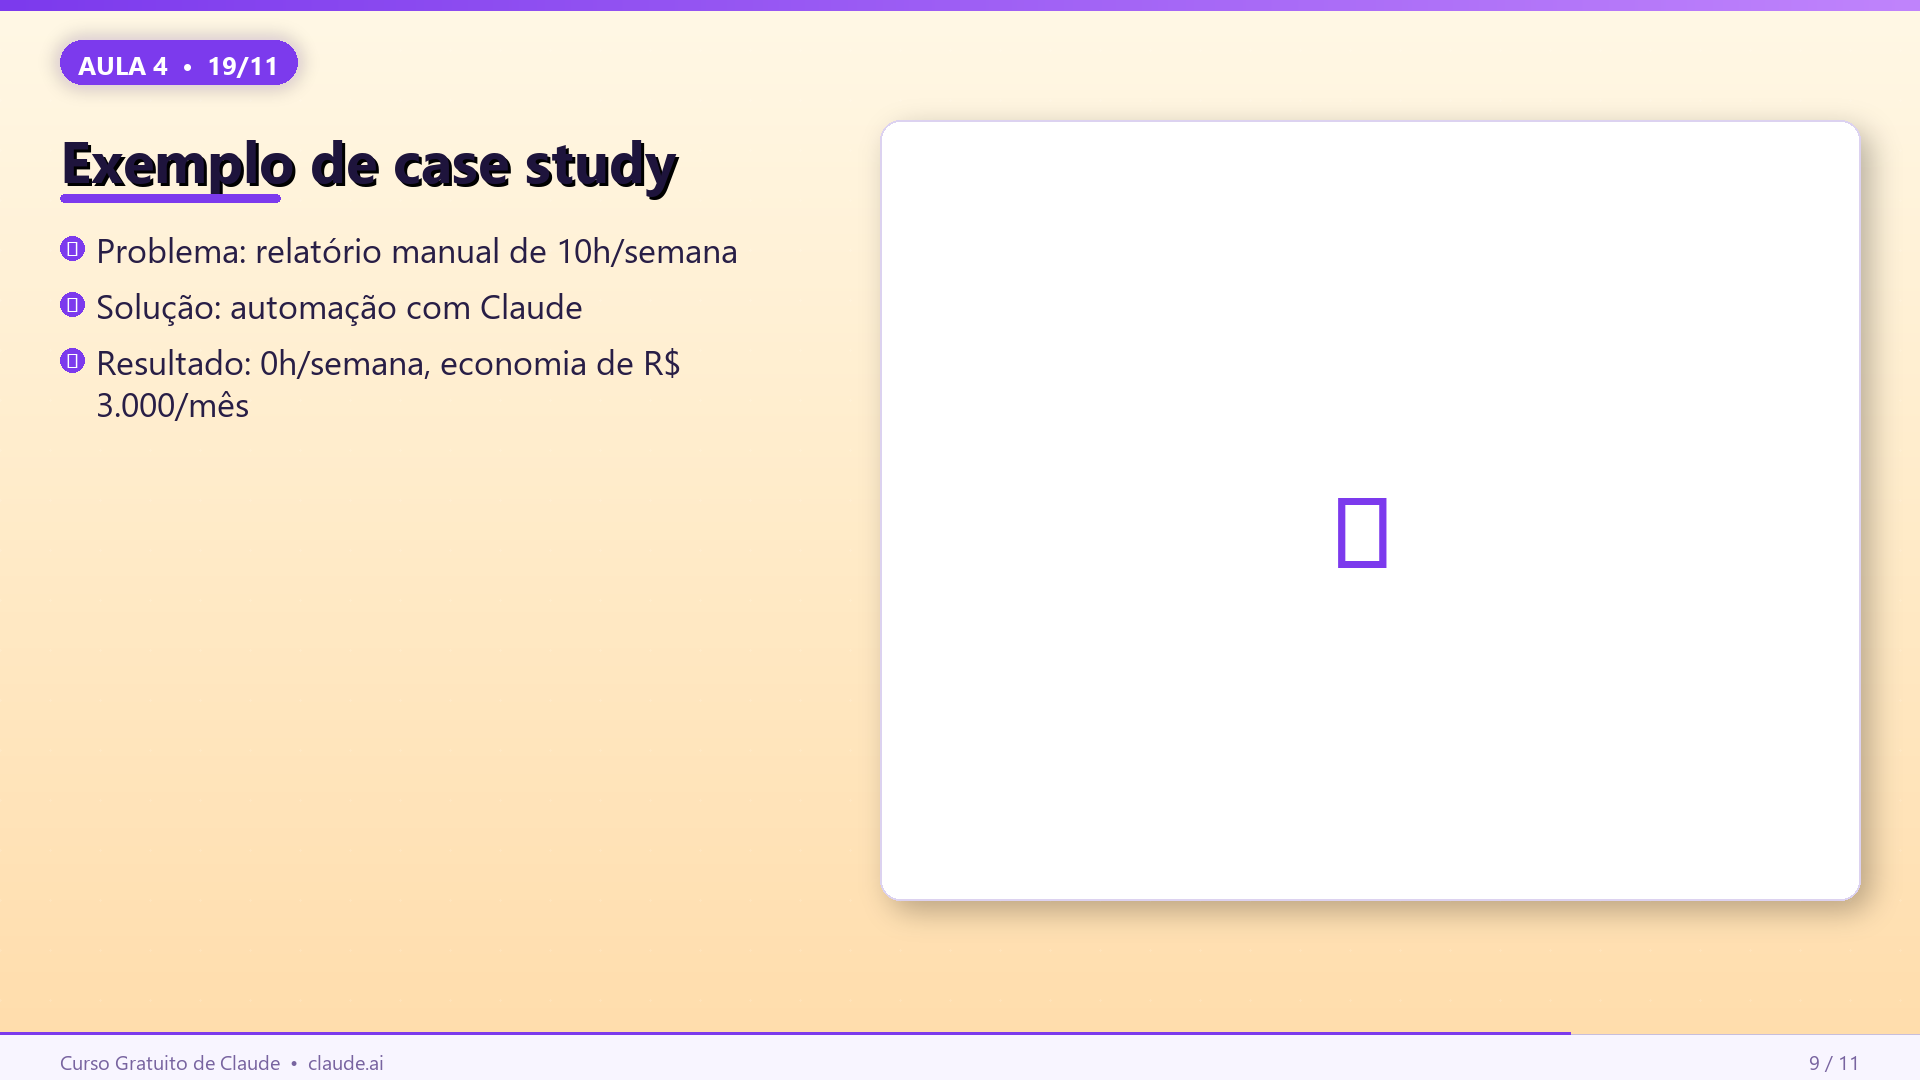 AULA 4 • 19/11
Exemplo de case study
Problema: relatório manual de 10h/semana
Solução: automação com Claude
Resultado: 0h/semana, economia de R$
3.000/mês
Curso Gratuito de Claude • claude.ai
9 / 11